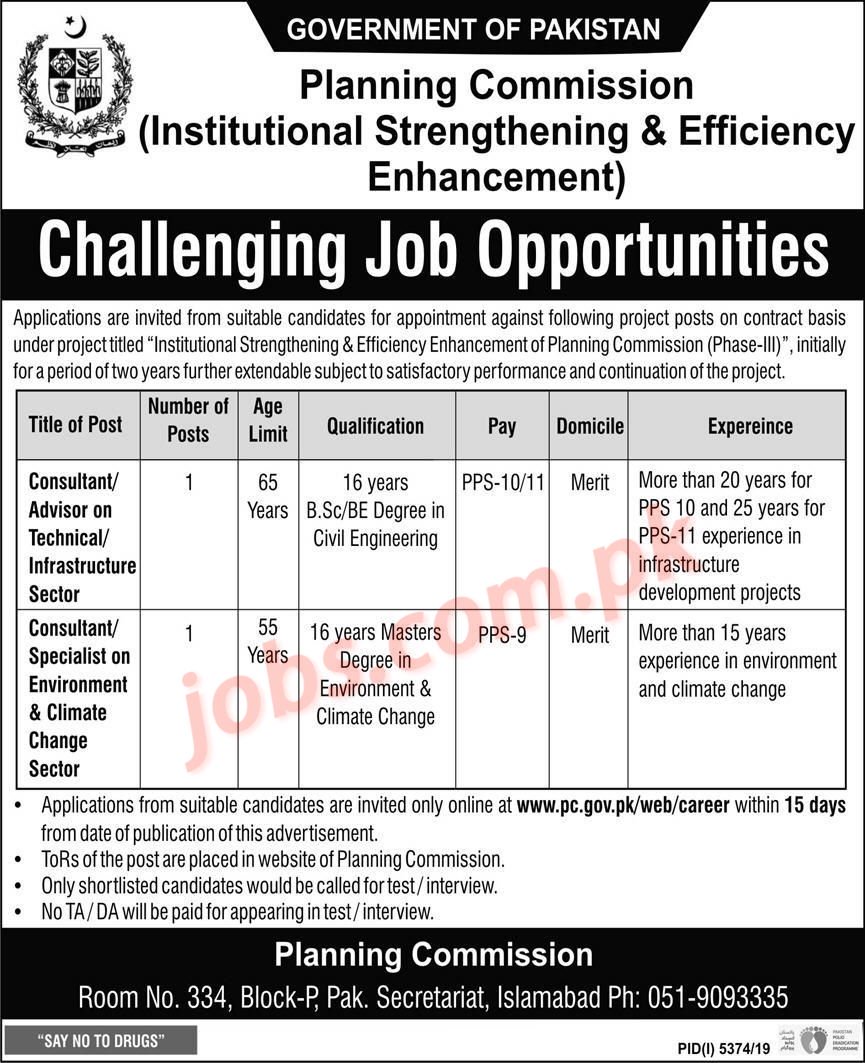 GOVERNMENT OF PAKISTAN
Planning Commission
(Institutional Strengthening & Efficiency
Enhancement)
Challenging Job Opportunities
Applications are invited from suitable candidates for appointment against following project posts on contract basis
under project titled “Institutional Strengthening & Efficiency Enhancement of Planning Commission (Phase-III)”, initially
for a period of two years further extendable subject to satisfactory performance and continuation of the project.
Title of Post
Number of
Posts
Age
Limit
Qualification
Pay
Domicile
Expereince
Consultant/
Advisor on
Technical/
Infrastructure
Sector
1
65
Years
16 years
B.Sc/BE Degree in
Civil Engineering
PPS-10/11
Merit
More than 20 years for
PPS 10 and 25 years for
PPS-11 experience in
infrastructure
development projects
Consultant/
Specialist on
Environment
& Climate
Change
Sector
1
55
Years
16 years Masters
Degree in
Environment &
Climate Change
PPS-9
Merit
More than 15 years
experience in environment
and climate change
jobs.com.pk
• Applications from suitable candidates are invited only online at www.pc.gov.pk/web/career within 15 days
from date of publication of this advertisement.
• ToRs of the post are placed in website of Planning Commission.
• Only shortlisted candidates would be called for test / interview.
• No TA / DA will be paid for appearing in test / interview.
Planning Commission
Room No. 334, Block-P, Pak. Secretariat, Islamabad Ph: 051-9093335
“SAY NO TO DRUGS”
PID(I) 5374/19
PAKISTAN
POLIO
ERADICATION
PROGRAMME